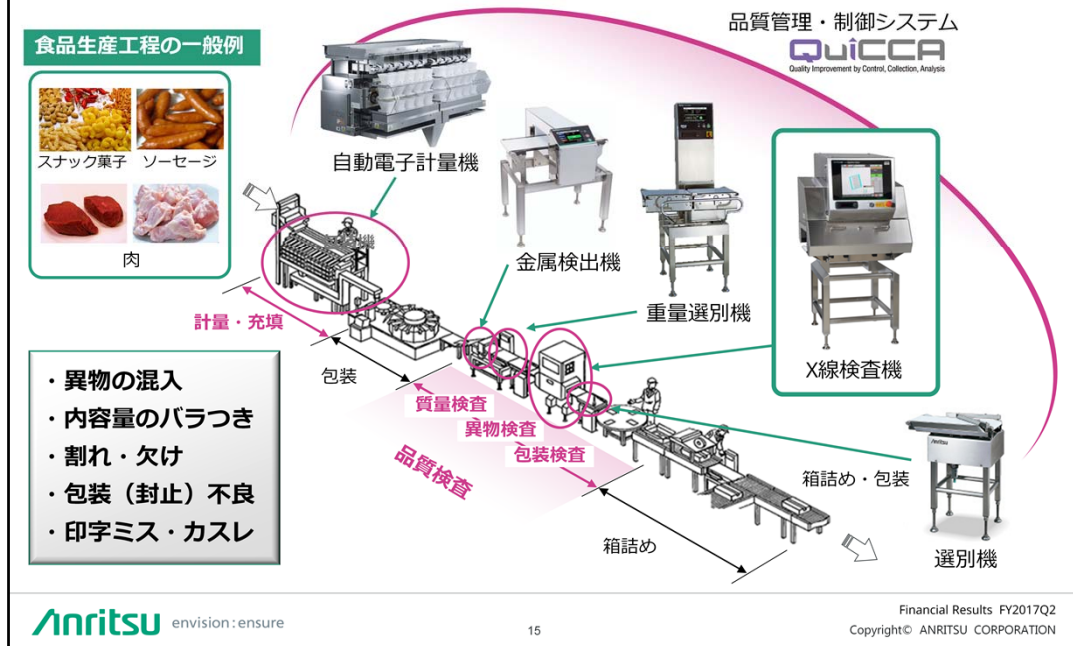 食品生産工程の一般例
品質管理・制御システム
QuiCCA
Quality Improvement by Control, Collection, Analysis
スナック菓子
ソーセージ
肉
自動電子計量機
金属検出機
重量選別機
X線検査機
選別機
計量・充填
包装
質量検査
異物検査
包装検査
品質検査
箱詰め
箱詰め・包装
・異物の混入
・内容量のバラつき
・割れ・欠け
・包装（封止）不良
・印字ミス・カスレ
Anritsu
Anritsu envision : ensure
15
Financial Results FY2017Q2
Copyright© ANRITSU CORPORATION